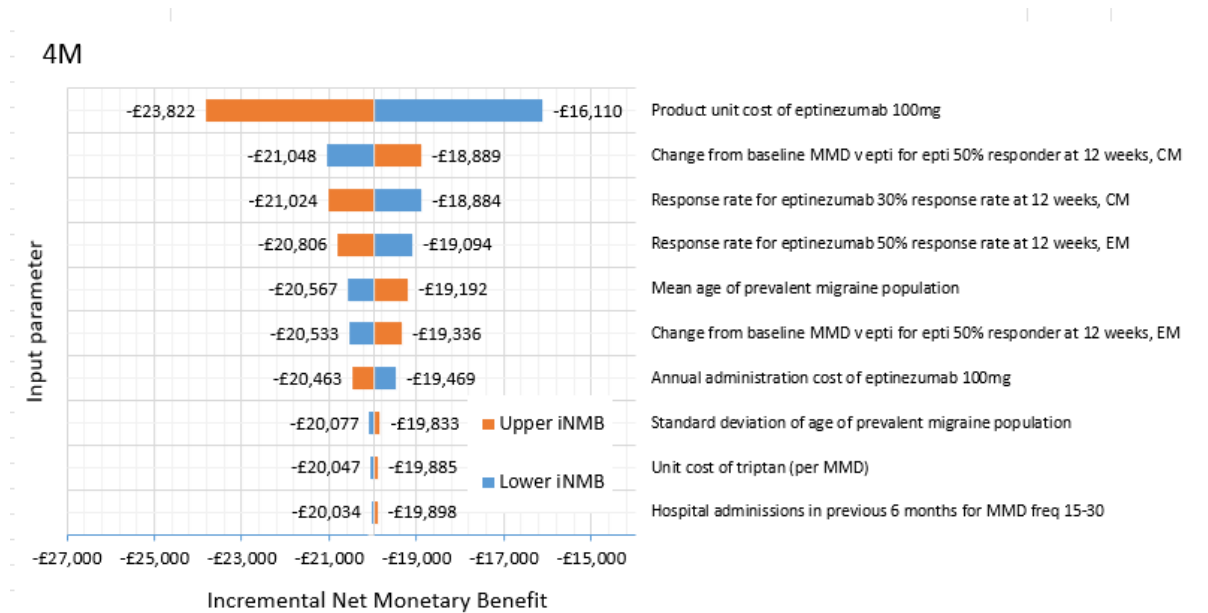 4M
-£23,822 -£16,110 Product unit cost of eptinezumab 100mg
-£21,048 -£18,889 Change from baseline MMD v epti for epti 50% responder at 12 weeks, CM
-£21,024 -£18,884 Response rate for eptinezumab 30% response rate at 12 weeks, CM
-£20,806 -£19,094 Response rate for eptinezumab 50% response rate at 12 weeks, EM
-£20,567 -£19,192 Mean age of prevalent migraine population
-£20,533 -£19,336 Change from baseline MMD v epti for epti 50% responder at 12 weeks, EM
-£20,463 -£19,469 Annual administration cost of eptinezumab 100mg
-£20,077 -£19,833 Upper iNMB Standard deviation of age of prevalent migraine population
-£20,047 -£19,885 Lower iNMB Unit cost of triptan (per MMD)
-£20,034 -£19,898 Hospital adminissions in previous 6 months for MMD freq 15-30
Input parameter
-£27,000 -£25,000 -£23,000 -£21,000 -£19,000 -£17,000 -£15,000
Incremental Net Monetary Benefit